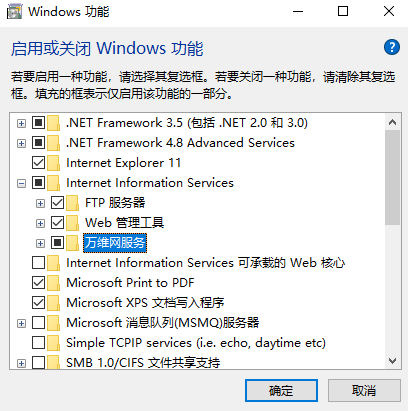 Windows 功能
启用或关闭 Windows 功能
若要启用一种功能，请选择其复选框。若要关闭一种功能，请清除其复选
框。填充的框表示仅启用该功能的一部分。
.NET Framework 3.5 (包括 .NET 2.0 和 3.0)
.NET Framework 4.8 Advanced Services
Internet Explorer 11
Internet Information Services
FTP 服务器
Web 管理工具
万维网服务
Internet Information Services 可承载的 Web 核心
Microsoft Print to PDF
Microsoft XPS 文档写入程序
Microsoft 消息队列(MSMQ)服务器
Simple TCPIP services (i.e. echo, daytime etc)
SMB 1.0/CIFS 文件共享支持
确定 取消